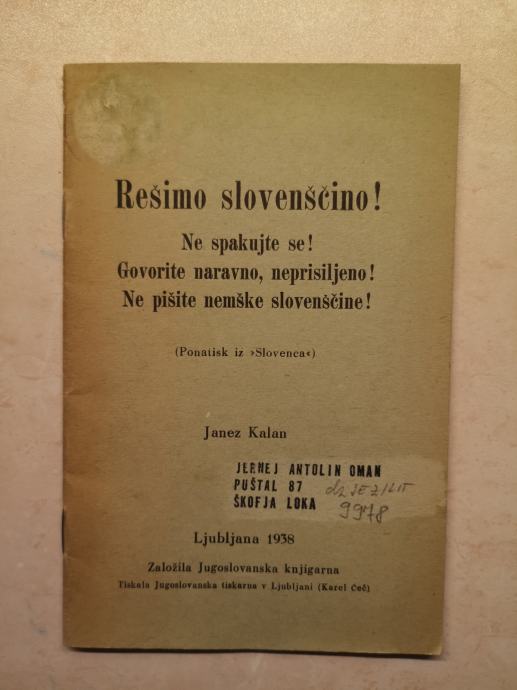 Rešimo slovenščino!
Ne spakujte se!
Govorite naravno, neprisiljeno!
Ne pišite nemške slovenščine!
(Ponatisk iz »Slovenca«)
Janez Kalan
JERNEJ ANTOLIN OMAN
PUŠTAL 87
ŠKOFJA LOKA
9978
Ljubljana 1938
Založila Jugoslovanska knjigarna
Tiskala Jugoslovanska tiskarna v Ljubljani (Karel Čeč)